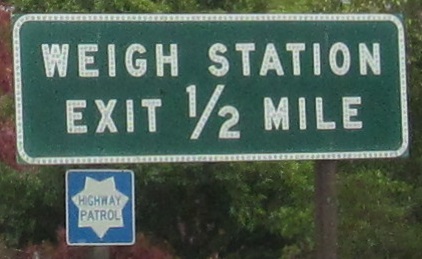 WEIGH STATION
EXIT 1/2 MILE
HIGHWAY
PATROL